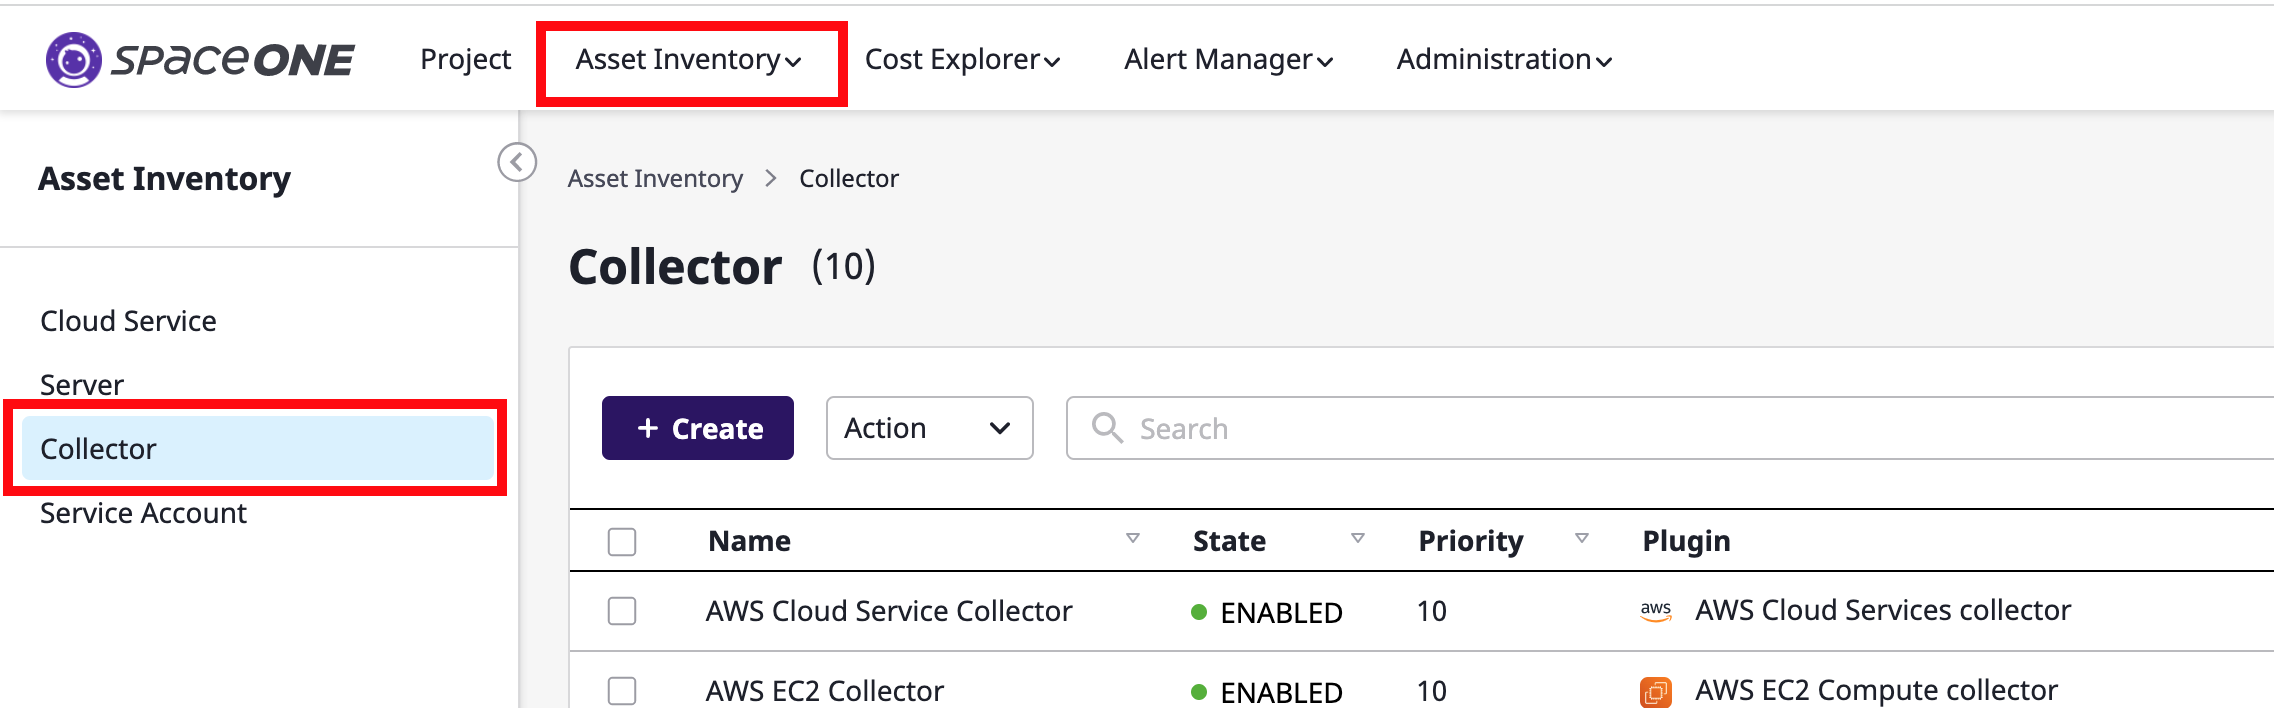 spaceONE Project Asset Inventory Cost Explorer Alert Manager Administration
Asset Inventory
Cloud Service
Server
Collector
Service Account
Asset Inventory > Collector
Collector (10)
+ Create Action Search
Name State Priority Plugin
AWS Cloud Service Collector ENABLED 10 aws AWS Cloud Services collector
AWS EC2 Collector ENABLED 10 AWS EC2 Compute collector